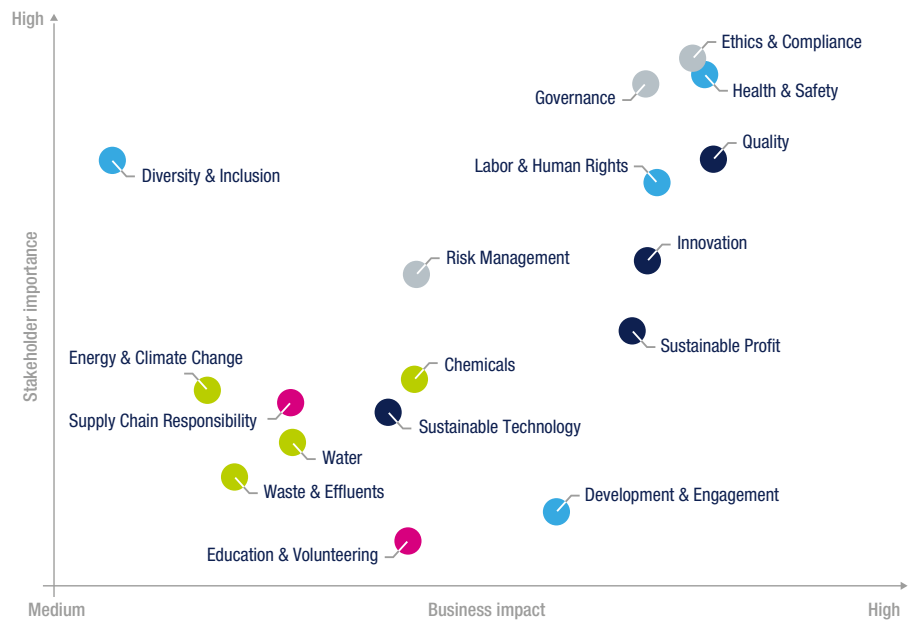 High
Ethics & Compliance
Health & Safety
Governance
Quality
Labor & Human Rights
Diversity & Inclusion
Innovation
Risk Management
Stakeholder importance
Sustainable Profit
Energy & Climate Change
Chemicals
Supply Chain Responsibility
Sustainable Technology
Water
Waste & Effluents
Development & Engagement
Education & Volunteering
Medium
Business impact
High